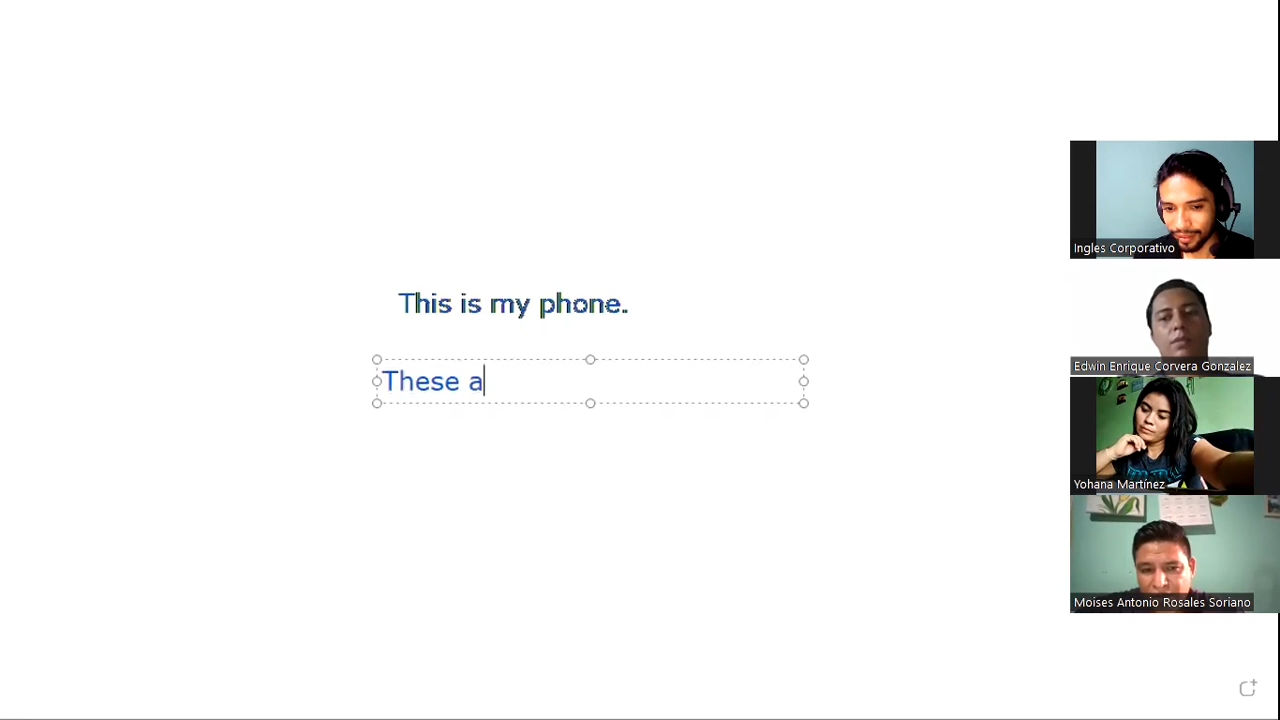 This is my phone.
These a
Ingles Corporativo
Edwin Enrique Corvera Gonzalez
Yohana Martínez
Moises Antonio Rosales Soriano